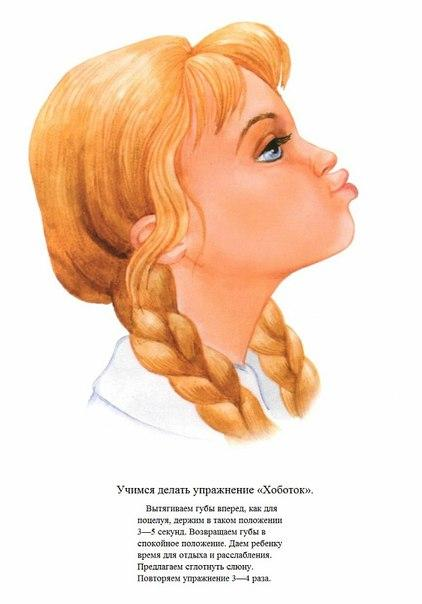 Учимся делать упражнение «Хоботок».
Вытягиваем губы вперед, как для
поцелуя, держим в таком положении
3—5 секунд. Возвращаем губы в
спокойное положение. Даем ребенку
время для отдыха и расслабления.
Предлагаем сглотнуть слюну.
Повторяем упражнение 3—4 раза.